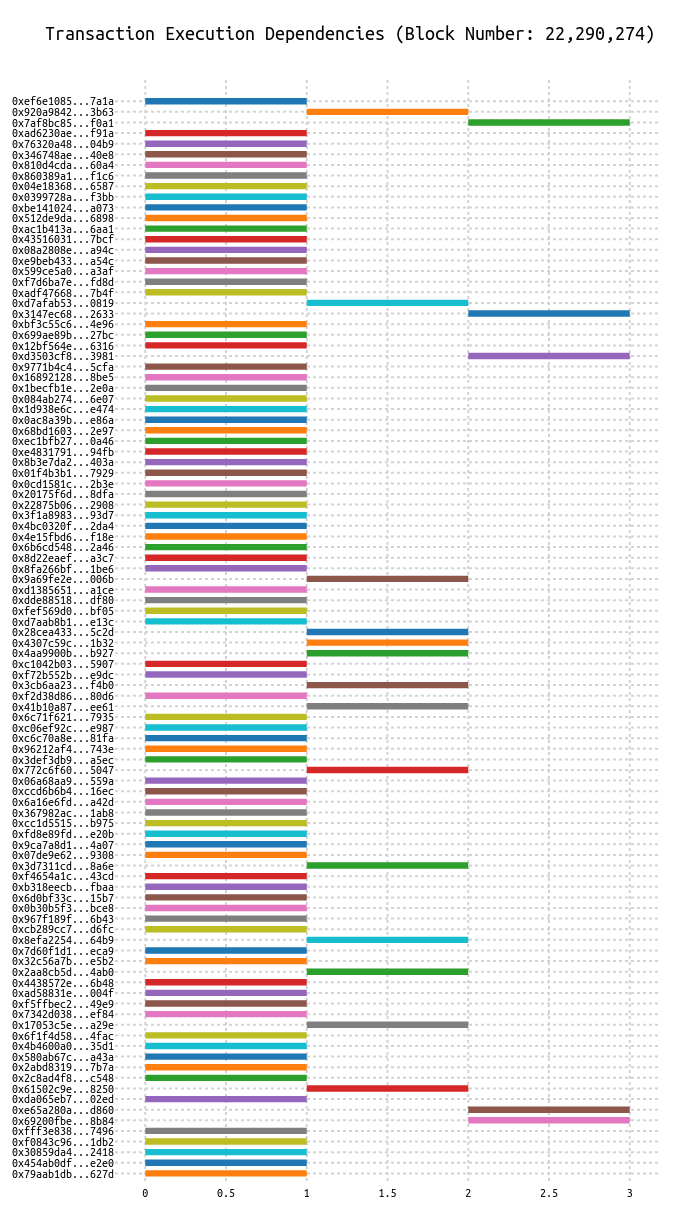 Transaction Execution Dependencies (Block Number: 22,290,274)
0xef6e1085...7a1a
0x920a9842...3b63
0x7af8bc85...f0a1
0xad6230ae...f91a
0x76320a48...04b9
0x346748ae...40e8
0x810d4cda...60a4
0x860389a1...f1c6
0x04e18368...6587
0x0399728a...f3bb
0xbe141024...a073
0x512de9da...6898
0xac1b413a...6aa1
0x43516031...7bcf
0x08a2808e...a94c
0xe9beb433...a54c
0x599ce5a0...a3af
0xf7d6ba7e...fd8d
0xadf47668...7b4f
0xd7afab53...0819
0x3147ec68...2633
0xbf3c55c6...4e96
0x699ae89b...27bc
0x12bf564e...6316
0xd3503cf8...3981
0x9771b4c4...5cfa
0x16892128...8be5
0x1becfb1e...2e0a
0x084ab274...6e07
0x1d938e6c...e474
0x0ac8a39b...e86a
0x68bd1603...2e97
0xec1bfb27...0a46
0xe4831791...94fb
0x8b3e7da2...403a
0x01f4b3b1...7929
0x0cd1581c...2b3e
0x20175f6d...8dfa
0x22875b06...2908
0x3f1a8983...93d7
0x4bc0320f...2da4
0x4e15fbd6...f18e
0x6b6cd548...2a46
0x8d22eaef...a3c7
0x8fa266bf...1be6
0x9a69fe2e...006b
0xd1385651...a1ce
0xdde88518...df80
0xfef569d0...bf05
0xd7aab8b1...e13c
0x28cea433...5c2d
0x4307c59c...1b32
0x4aa9900b...b927
0xc1042b03...5907
0xf72b552b...e9dc
0x3cb6aa23...f4b0
0xf2d38d86...80d6
0x41b10a87...ee61
0x6c71f621...7935
0xc06ef92c...e987
0xc6c70a8e...81fa
0x96212af4...743e
0x3def3db9...a5ec
0x772c6f60...5047
0x06a68aa9...559a
0xccd6b6b4...16ec
0x6a16e6fd...a42d
0x367982ac...1ab8
0xcc1d5515...b975
0xfd8e89fd...e20b
0x9ca7a8d1...4a07
0x07de9e62...9308
0x3d7311cd...8a6e
0xf4654a1c...43cd
0xb318eecb...fbaa
0x6d0bf33c...15b7
0x0b30b5f3...bce8
0x967f189f...6b43
0xcb289cc7...d6fc
0x8efa2254...64b9
0x7d60f1d1...eca9
0x32c56a7b...e5b2
0x2aa8cb5d...4ab0
0x4438572e...6b48
0xad58831e...004f
0xf5ffbec2...49e9
0x7342d038...ef84
0x17053c5e...a29e
0x6f1f4d58...4fac
0x4b4600a0...35d1
0x580ab67c...a43a
0x2abd8319...7b7a
0x2c8ad4f8...c548
0x61502c9e...8250
0xda065eb7...02ed
0xe65a280a...d860
0x69200fbe...8b84
0xfff3e838...7496
0xf0843c96...1db2
0x30859da4...2418
0x454ab0df...e2e0
0x79aab1db...627d
0 0.5 1 1.5 2 2.5 3